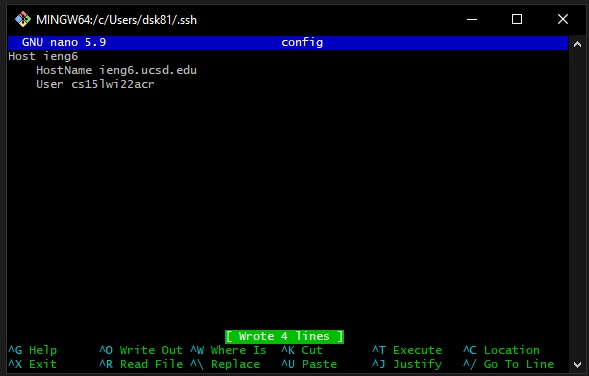 MINGW64:/c/Users/dsk81/.ssh
GNU nano 5.9 config
Host ieng6
HostName ieng6.ucsd.edu
User cs15lwi22acr
[ Wrote 4 lines ]
^G Help ^O Write Out ^W Where Is ^K Cut ^T Execute ^C Location
^X Exit ^R Read File ^\ Replace ^U Paste ^J Justify ^/ Go To Line